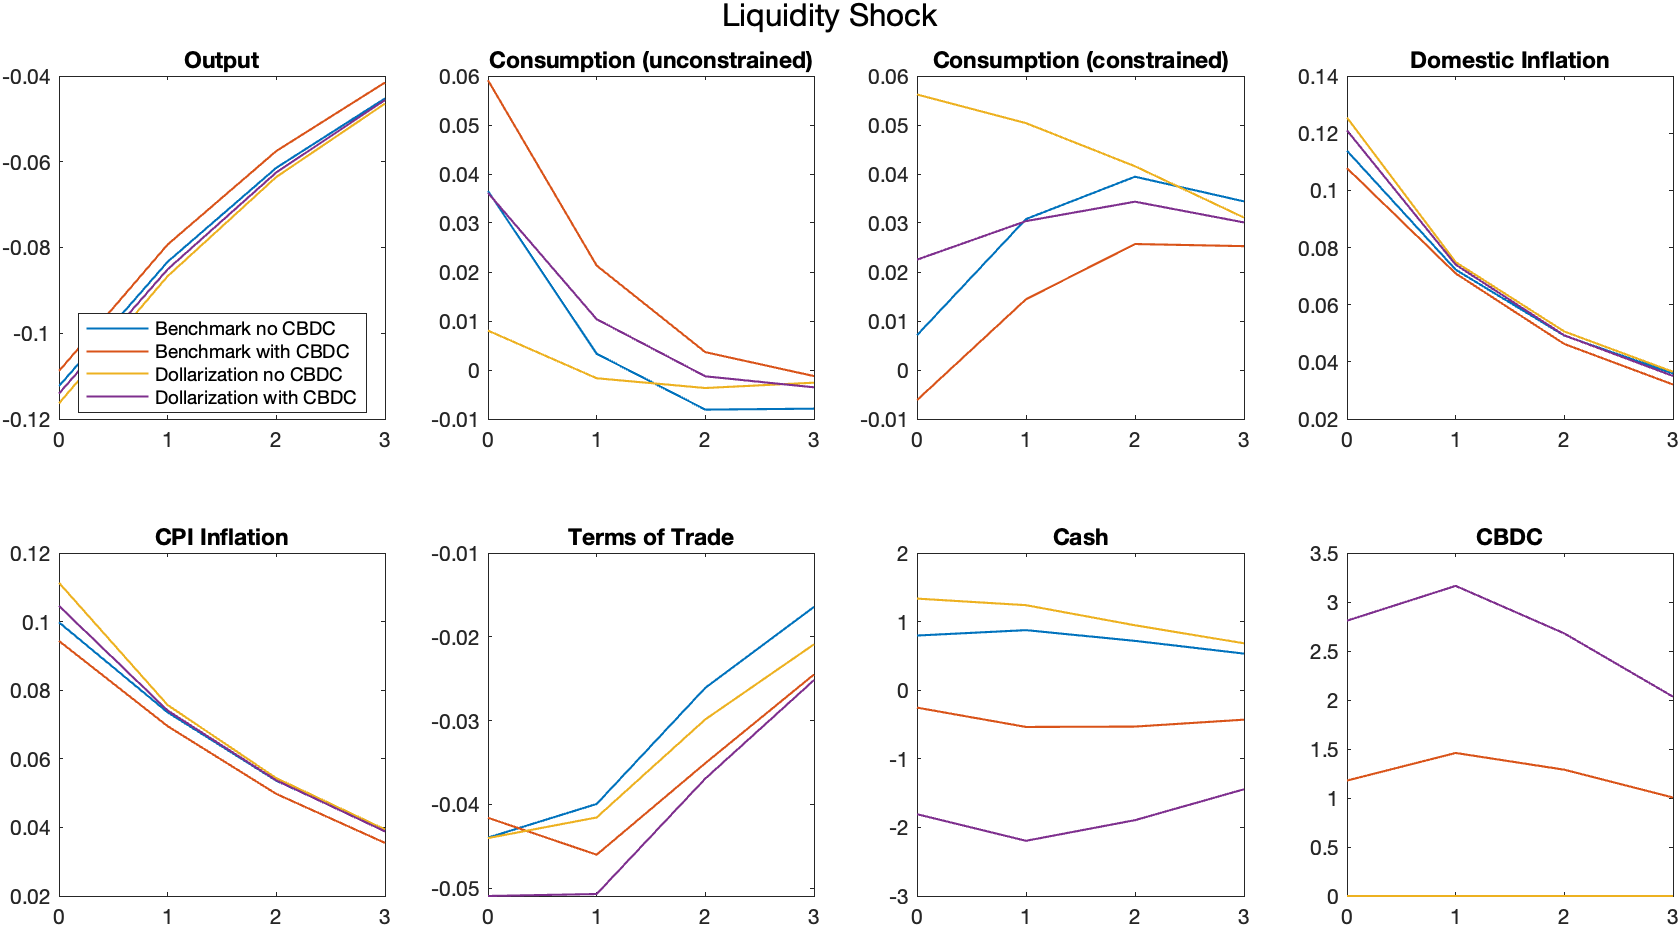 Liquidity Shock
Output
-0.04
-0.06
-0.08
-0.1
-0.12
0 1 2 3
Benchmark no CBDC
Benchmark with CBDC
Dollarization no CBDC
Dollarization with CBDC
Consumption (unconstrained)
0.06
0.05
0.04
0.03
0.02
0.01
0
-0.01
0 1 2 3
Consumption (constrained)
0.06
0.05
0.04
0.03
0.02
0.01
0
-0.01
0 1 2 3
Domestic Inflation
0.14
0.12
0.1
0.08
0.06
0.04
0.02
0 1 2 3
CPI Inflation
0.12
0.1
0.08
0.06
0.04
0.02
0 1 2 3
Terms of Trade
-0.01
-0.02
-0.03
-0.04
-0.05
0 1 2 3
Cash
2
1
0
-1
-2
-3
0 1 2 3
CBDC
3.5
3
2.5
2
1.5
1
0.5
0
0 1 2 3